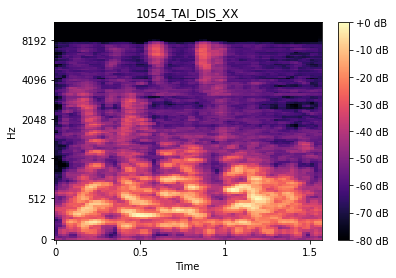 1054_TAI_DIS_XX
+0 dB
8192
-10 dB
4096
-20 dB
-30 dB
2048
Hz
-40 dB
1024
-50 dB
512
-60 dB
-70 dB
0
-80 dB
0
0.5
1
1.5
Time